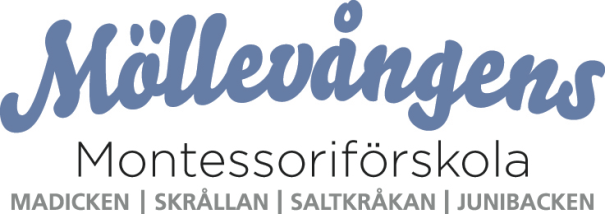 Möllevångens
Montessoriförskola
MADICKEN | SKRÅLLAN | SALTKRÅKAN | JUNIBACKEN